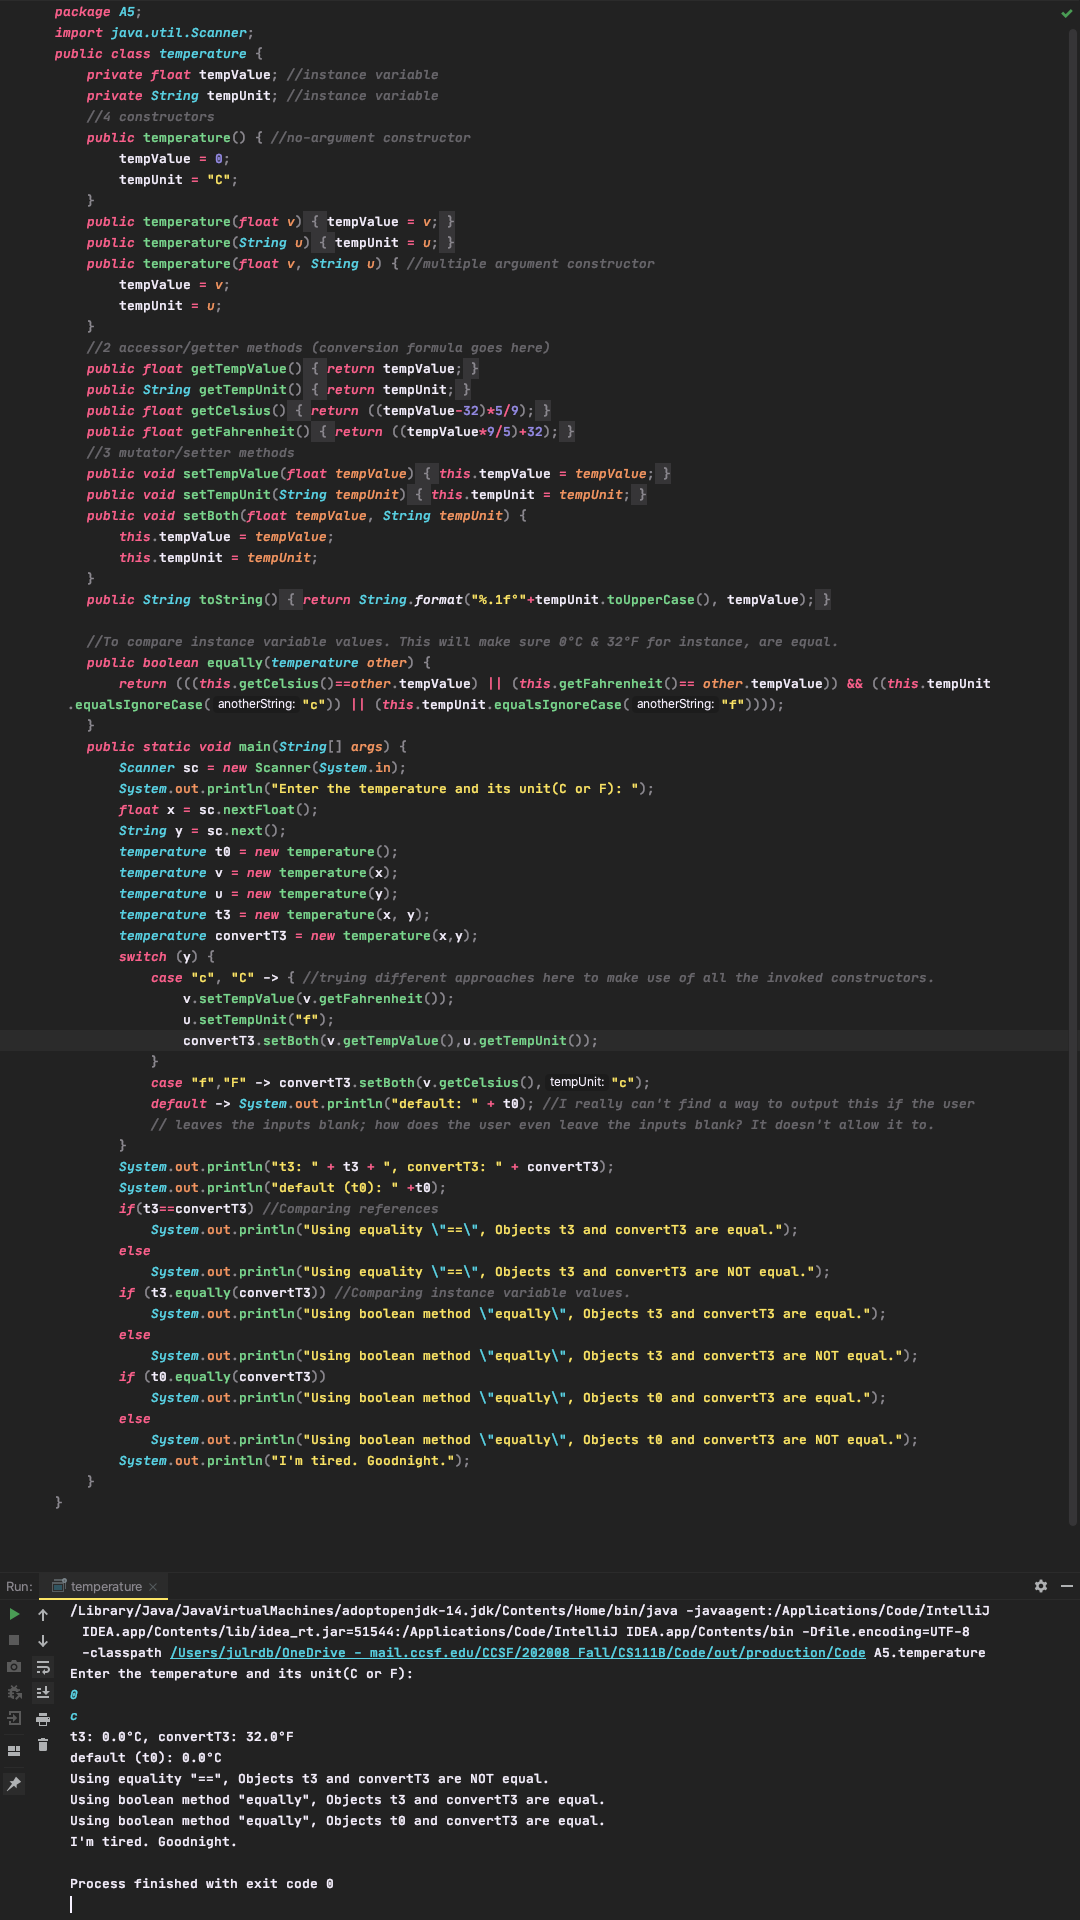 package A5;
import java.util.Scanner;
public class temperature {
    private float tempValue; //instance variable
    private String tempUnit; //instance variable
    //4 constructors
    public temperature() { //no-argument constructor
        tempValue = 0;
        tempUnit = "C";
    }
    public temperature(float v) { tempValue = v; }
    public temperature(String u) { tempUnit = u; }
    public temperature(float v, String u) { //multiple argument constructor
        tempValue = v;
        tempUnit = u;
    }
    //2 accessor/getter methods (conversion formula goes here)
    public float getTempValue() { return tempValue; }
    public String getTempUnit() { return tempUnit; }
    public float getCelsius() { return ((tempValue-32)*5/9); }
    public float getFahrenheit() { return ((tempValue*9/5)+32); }
    //3 mutator/setter methods
    public void setTempValue(float tempValue) { this.tempValue = tempValue; }
    public void setTempUnit(String tempUnit) { this.tempUnit = tempUnit; }
    public void setBoth(float tempValue, String tempUnit) {
        this.tempValue = tempValue;
        this.tempUnit = tempUnit;
    }
    public String toString() { return String.format("%.1f°"+tempUnit.toUpperCase(), tempValue); }
    //To compare instance variable values. This will make sure 0°C & 32°F for instance, are equal.
    public boolean equally(temperature other) {
        return (((this.getCelsius()==other.tempValue) || (this.getFahrenheit()== other.tempValue)) && ((this.tempUnit
 .equalsIgnoreCase( anotherString: "c")) || (this.tempUnit.equalsIgnoreCase( anotherString: "f"))));
    }
    public static void main(String[] args) {
        Scanner sc = new Scanner(System.in);
        System.out.println("Enter the temperature and its unit(C or F): ");
        float x = sc.nextFloat();
        String y = sc.next();
        temperature t0 = new temperature();
        temperature v = new temperature(x);
        temperature u = new temperature(y);
        temperature t3 = new temperature(x, y);
        temperature convertT3 = new temperature(x,y);
        switch (y) {
            case "c", "C" -> { //trying different approaches here to make use of all the invoked constructors.
                v.setTempValue(v.getFahrenheit());
                u.setTempUnit("f");
                convertT3.setBoth(v.getTempValue(),u.getTempUnit());
            }
            case "f","F" -> convertT3.setBoth(v.getCelsius(), tempUnit: "c");
            default -> System.out.println("default: " + t0); //I really can't find a way to output this if the user
            // leaves the inputs blank; how does the user even leave the inputs blank? It doesn't allow it to.
        }
        System.out.println("t3: " + t3 + ", convertT3: " + convertT3);
        System.out.println("default (t0): " +t0);
        if(t3==convertT3) //Comparing references
            System.out.println("Using equality \"==\", Objects t3 and convertT3 are equal.");
        else
            System.out.println("Using equality \"==\", Objects t3 and convertT3 are NOT equal.");
        if (t3.equally(convertT3)) //Comparing instance variable values.
            System.out.println("Using boolean method \"equally\", Objects t3 and convertT3 are equal.");
        else
            System.out.println("Using boolean method \"equally\", Objects t3 and convertT3 are NOT equal.");
        if (t0.equally(convertT3))
            System.out.println("Using boolean method \"equally\", Objects t0 and convertT3 are equal.");
        else
            System.out.println("Using boolean method \"equally\", Objects t0 and convertT3 are NOT equal.");
        System.out.println("I'm tired. Goodnight.");
    }
}
Run: temperature
/Library/Java/JavaVirtualMachines/adoptopenjdk-14.jdk/Contents/Home/bin/java -javaagent:/Applications/Code/IntelliJ
 IDEA.app/Contents/lib/idea_rt.jar=51544:/Applications/Code/IntelliJ IDEA.app/Contents/bin -Dfile.encoding=UTF-8
 -classpath /Users/julrdb/OneDrive - mail.ccsf.edu/CCSF/202008 Fall/CS111B/Code/out/production/Code A5.temperature
Enter the temperature and its unit(C or F):
0
c
t3: 0.0°C, convertT3: 32.0°F
default (t0): 0.0°C
Using equality "==", Objects t3 and convertT3 are NOT equal.
Using boolean method "equally", Objects t3 and convertT3 are equal.
Using boolean method "equally", Objects t0 and convertT3 are equal.
I'm tired. Goodnight.
Process finished with exit code 0